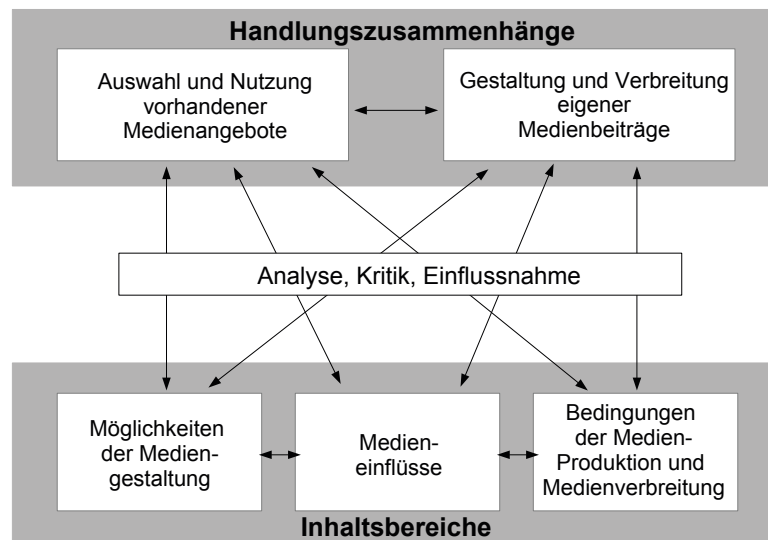 Handlungszusammenhänge
Auswahl und Nutzung
vorhandener
Medienangebote
Gestaltung und Verbreitung
eigener
Medienbeiträge
Analyse, Kritik, Einflussnahme
Möglichkeiten
der Medien-
gestaltung
Medien-
einflüsse
Bedingungen
der Medien-
Produktion und
Medienverbreitung
Inhaltsbereiche